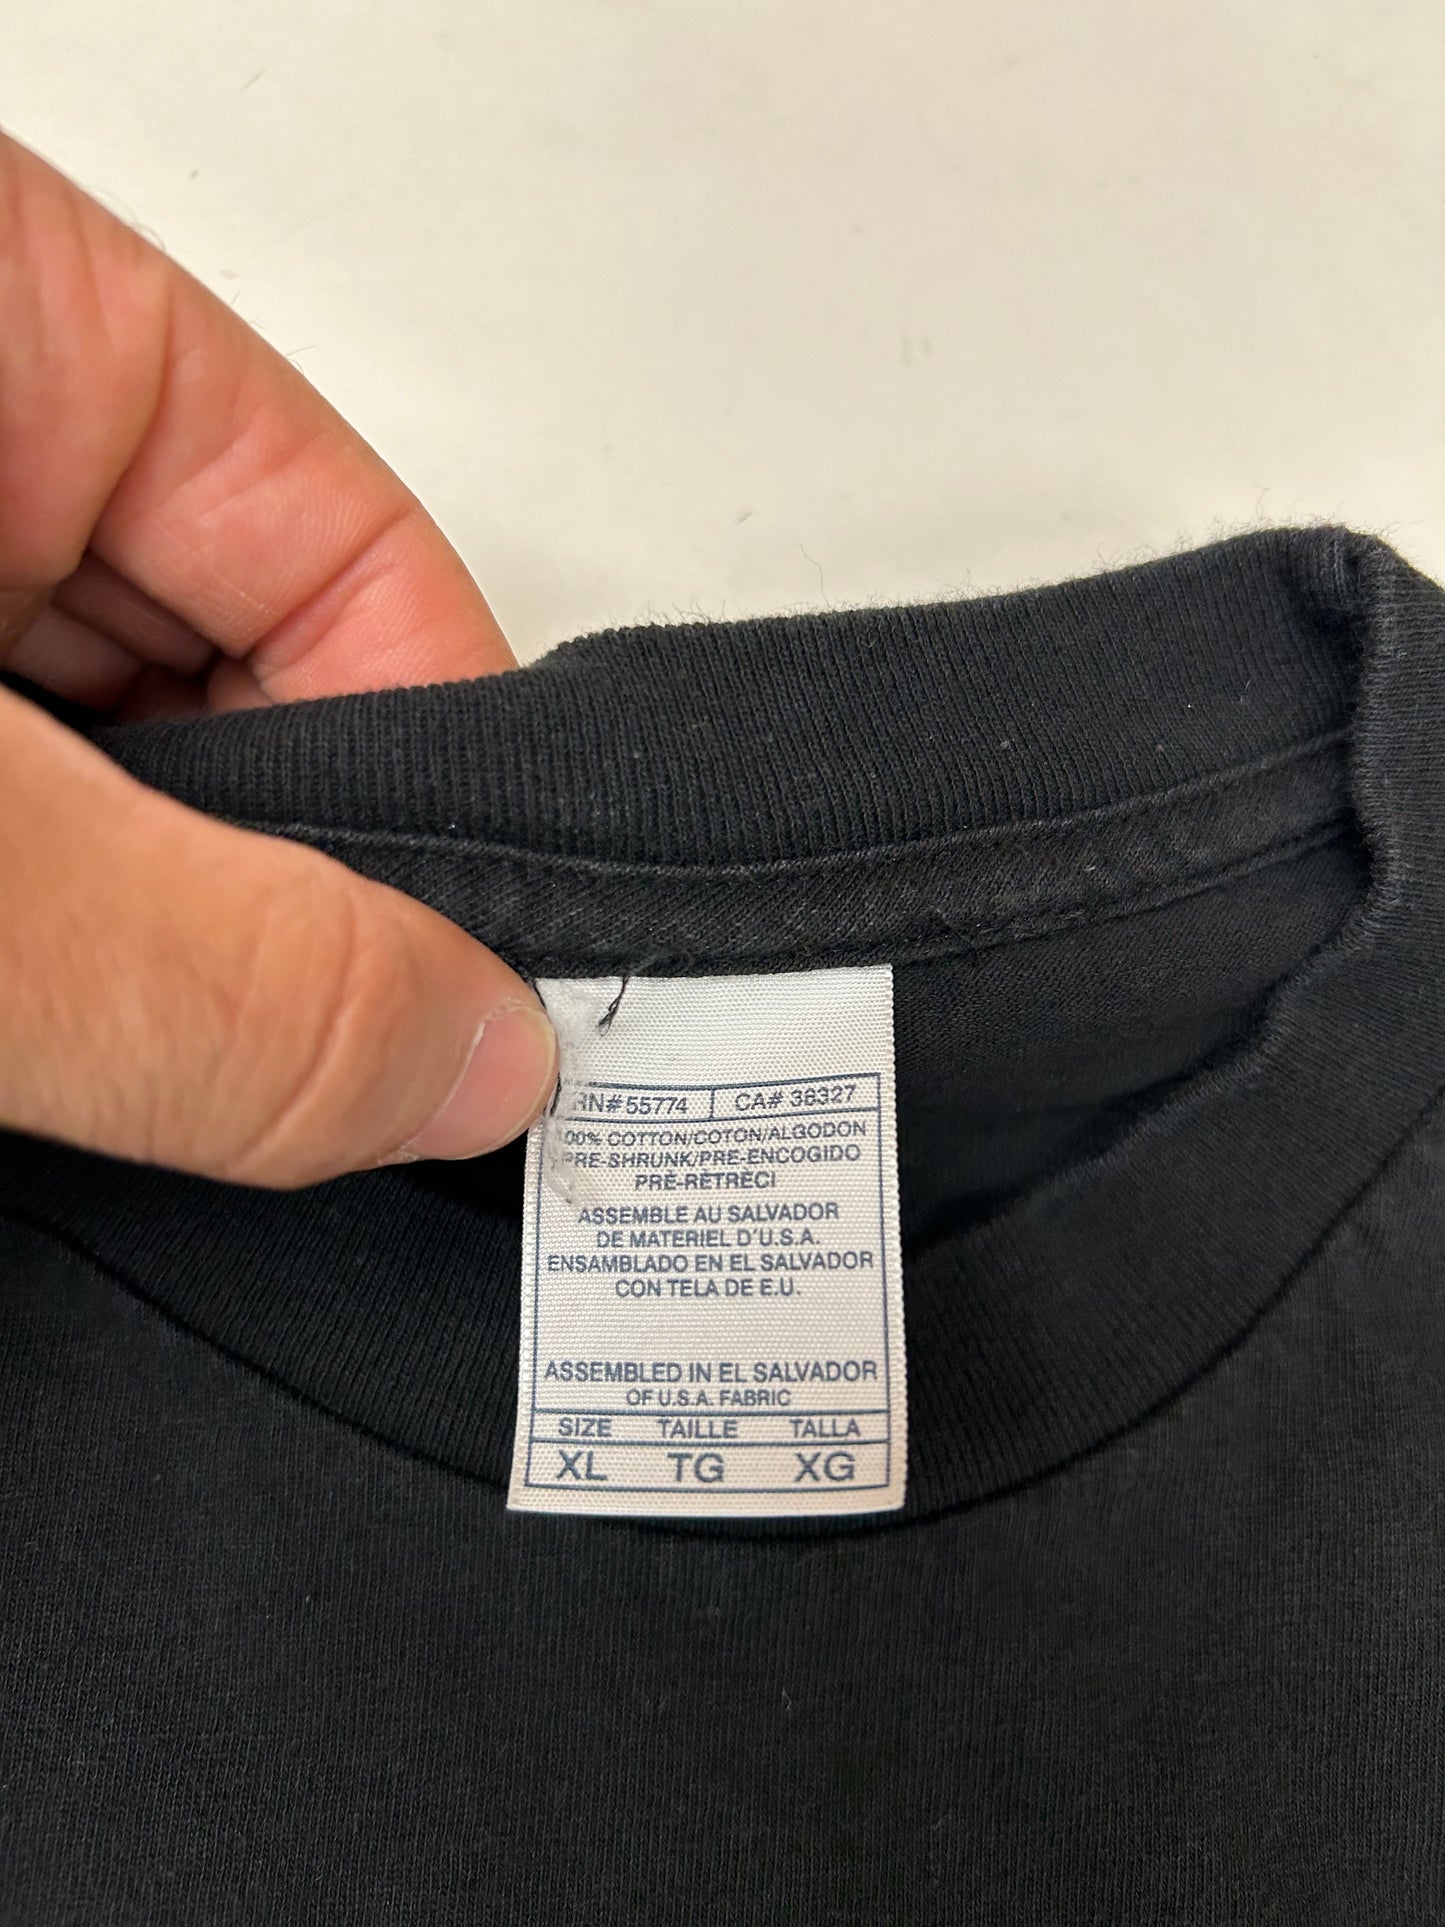 RN# 55774 CA# 38327
100% COTTON/COTON/ALGODON
PRE-SHRUNK/PRE-ENCOGIDO
PRÉ-RÉTRÉCI
ASSEMBLE AU SALVADOR
DE MATERIEL D'U.S.A.
ENSAMBLADO EN EL SALVADOR
CON TELA DE E.U.
ASSEMBLED IN EL SALVADOR
OF U.S.A. FABRIC
SIZE TAILLE TALLA
XL TG XG